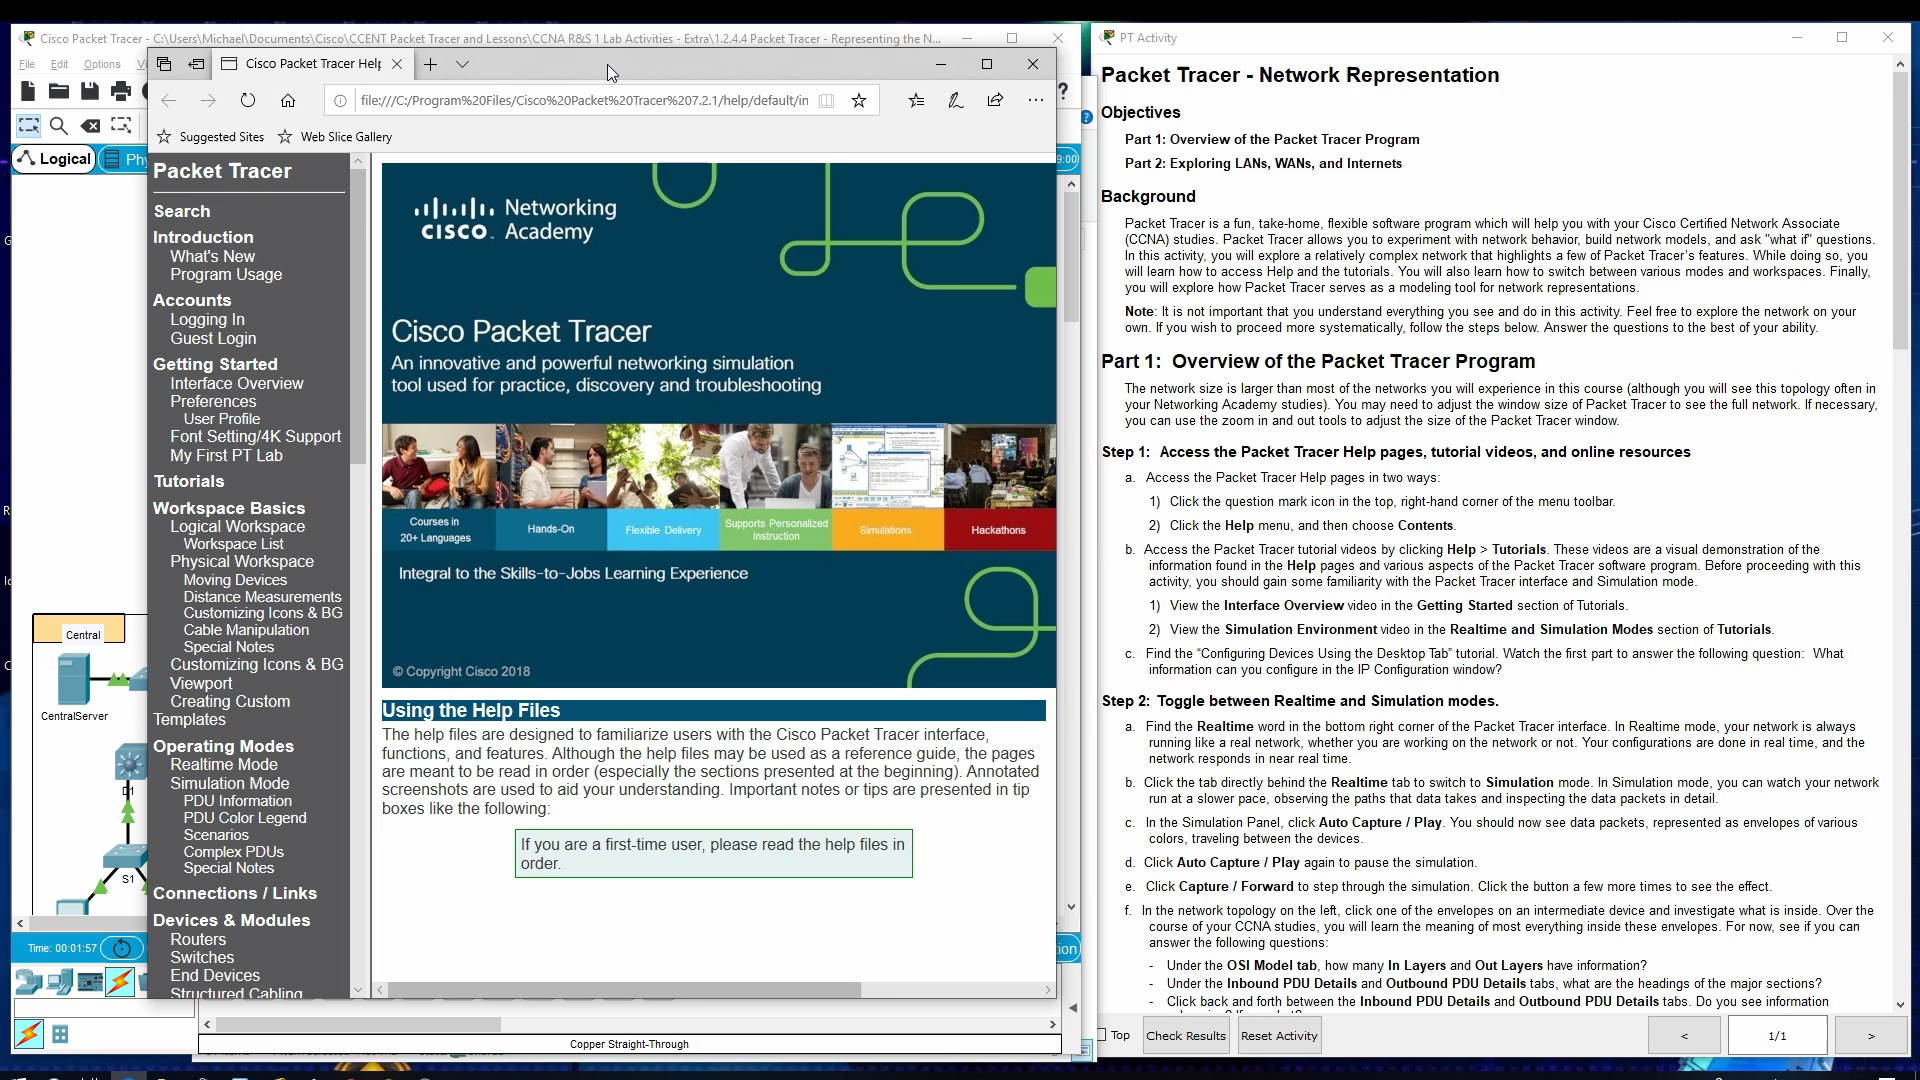 Cisco Packet Tracer - C:\Users\Michael\Documents\Cisco\CCENT Packet Tracer and Lessons\CCNA R&S 1 Lab Activities - Extra\1.2.4.4 Packet Tracer - Representing the N...
File Edit Options
Cisco Packet Tracer Help
file:///C:/Program%20Files/Cisco%20Packet%20Tracer%207.2.1/help/default/in
Suggested Sites Web Slice Gallery
Logical
Packet Tracer
Search
Introduction
What's New
Program Usage
Accounts
Logging In
Guest Login
Getting Started
Interface Overview
Preferences
User Profile
Font Setting/4K Support
My First PT Lab
Tutorials
Workspace Basics
Logical Workspace
Workspace List
Physical Workspace
Moving Devices
Distance Measurements
Customizing Icons & BG
Cable Manipulation
Special Notes
Customizing Icons & BG
Viewport
Creating Custom
Templates
Operating Modes
Realtime Mode
Simulation Mode
PDU Information
PDU Color Legend
Scenarios
Complex PDUs
Special Notes
Connections / Links
Devices & Modules
Routers
Switches
End Devices
Structured Cabling
Networking
CISCO Academy
Cisco Packet Tracer
An innovative and powerful networking simulation
tool used for practice, discovery and troubleshooting
Courses in
20+ Languages
Hands-On
Flexible Delivery
Supports Personalized
Instruction
Simulations
Hackathons
Integral to the Skills-to-Jobs Learning Experience
© Copyright Cisco 2018
Using the Help Files
The help files are designed to familiarize users with the Cisco Packet Tracer interface,
functions, and features. Although the help files may be used as a reference guide, the pages
are meant to be read in order (especially the sections presented at the beginning). Annotated
screenshots are used to aid your understanding. Important notes or tips are presented in tip
boxes like the following:
If you are a first-time user, please read the help files in
order.
Central
CentralServer
D1
S1
Time: 00:01:57
Copper Straight-Through
PT Activity
Packet Tracer - Network Representation
Objectives
Part 1: Overview of the Packet Tracer Program
Part 2: Exploring LANs, WANs, and Internets
Background
Packet Tracer is a fun, take-home, flexible software program which will help you with your Cisco Certified Network Associate
(CCNA) studies. Packet Tracer allows you to experiment with network behavior, build network models, and ask "what if" questions.
In this activity, you will explore a relatively complex network that highlights a few of Packet Tracer's features. While doing so, you
will learn how to access Help and the tutorials. You will also learn how to switch between various modes and workspaces. Finally,
you will explore how Packet Tracer serves as a modeling tool for network representations.
Note: It is not important that you understand everything you see and do in this activity. Feel free to explore the network on your
own. If you wish to proceed more systematically, follow the steps below. Answer the questions to the best of your ability.
Part 1: Overview of the Packet Tracer Program
The network size is larger than most of the networks you will experience in this course (although you will see this topology often in
your Networking Academy studies). You may need to adjust the window size of Packet Tracer to see the full network. If necessary,
you can use the zoom in and out tools to adjust the size of the Packet Tracer window.
Step 1: Access the Packet Tracer Help pages, tutorial videos, and online resources
a. Access the Packet Tracer Help pages in two ways:
1) Click the question mark icon in the top, right-hand corner of the menu toolbar.
2) Click the Help menu, and then choose Contents.
b. Access the Packet Tracer tutorial videos by clicking Help > Tutorials. These videos are a visual demonstration of the
information found in the Help pages and various aspects of the Packet Tracer software program. Before proceeding with this
activity, you should gain some familiarity with the Packet Tracer interface and Simulation mode.
1) View the Interface Overview video in the Getting Started section of Tutorials.
2) View the Simulation Environment video in the Realtime and Simulation Modes section of Tutorials.
c. Find the "Configuring Devices Using the Desktop Tab" tutorial. Watch the first part to answer the following question: What
information can you configure in the IP Configuration window?
Step 2: Toggle between Realtime and Simulation modes.
a. Find the Realtime word in the bottom right corner of the Packet Tracer interface. In Realtime mode, your network is always
running like a real network, whether you are working on the network or not. Your configurations are done in real time, and the
network responds in near real time.
b. Click the tab directly behind the Realtime tab to switch to Simulation mode. In Simulation mode, you can watch your network
run at a slower pace, observing the paths that data takes and inspecting the data packets in detail.
c. In the Simulation Panel, click Auto Capture / Play. You should now see data packets, represented as envelopes of various
colors, traveling between the devices.
d. Click Auto Capture / Play again to pause the simulation.
e. Click Capture / Forward to step through the simulation. Click the button a few more times to see the effect.
f. In the network topology on the left, click one of the envelopes on an intermediate device and investigate what is inside. Over the
course of your CCNA studies, you will learn the meaning of most everything inside these envelopes. For now, see if you can
answer the following questions:
- Under the OSI Model tab, how many In Layers and Out Layers have information?
- Under the Inbound PDU Details and Outbound PDU Details tabs, what are the headings of the major sections?
- Click back and forth between the Inbound PDU Details and Outbound PDU Details tabs. Do you see information
Top Check Results Reset Activity < 1/1 >